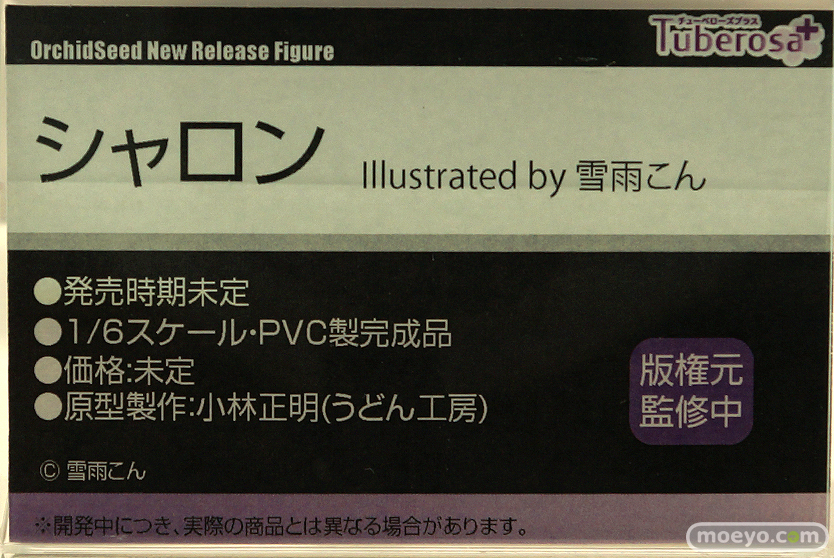 OrchidSeed New Release Figure
チューベローズプラス
Tuberosa+
シャロン
Illustrated by 雪雨こん
●発売時期未定
●1/6スケール・PVC製完成品
●価格:未定
●原型製作:小林正明(うどん工房)
版権元
監修中
© 雪雨こん
※開発中につき、実際の商品とは異なる場合があります。
moeyo.com